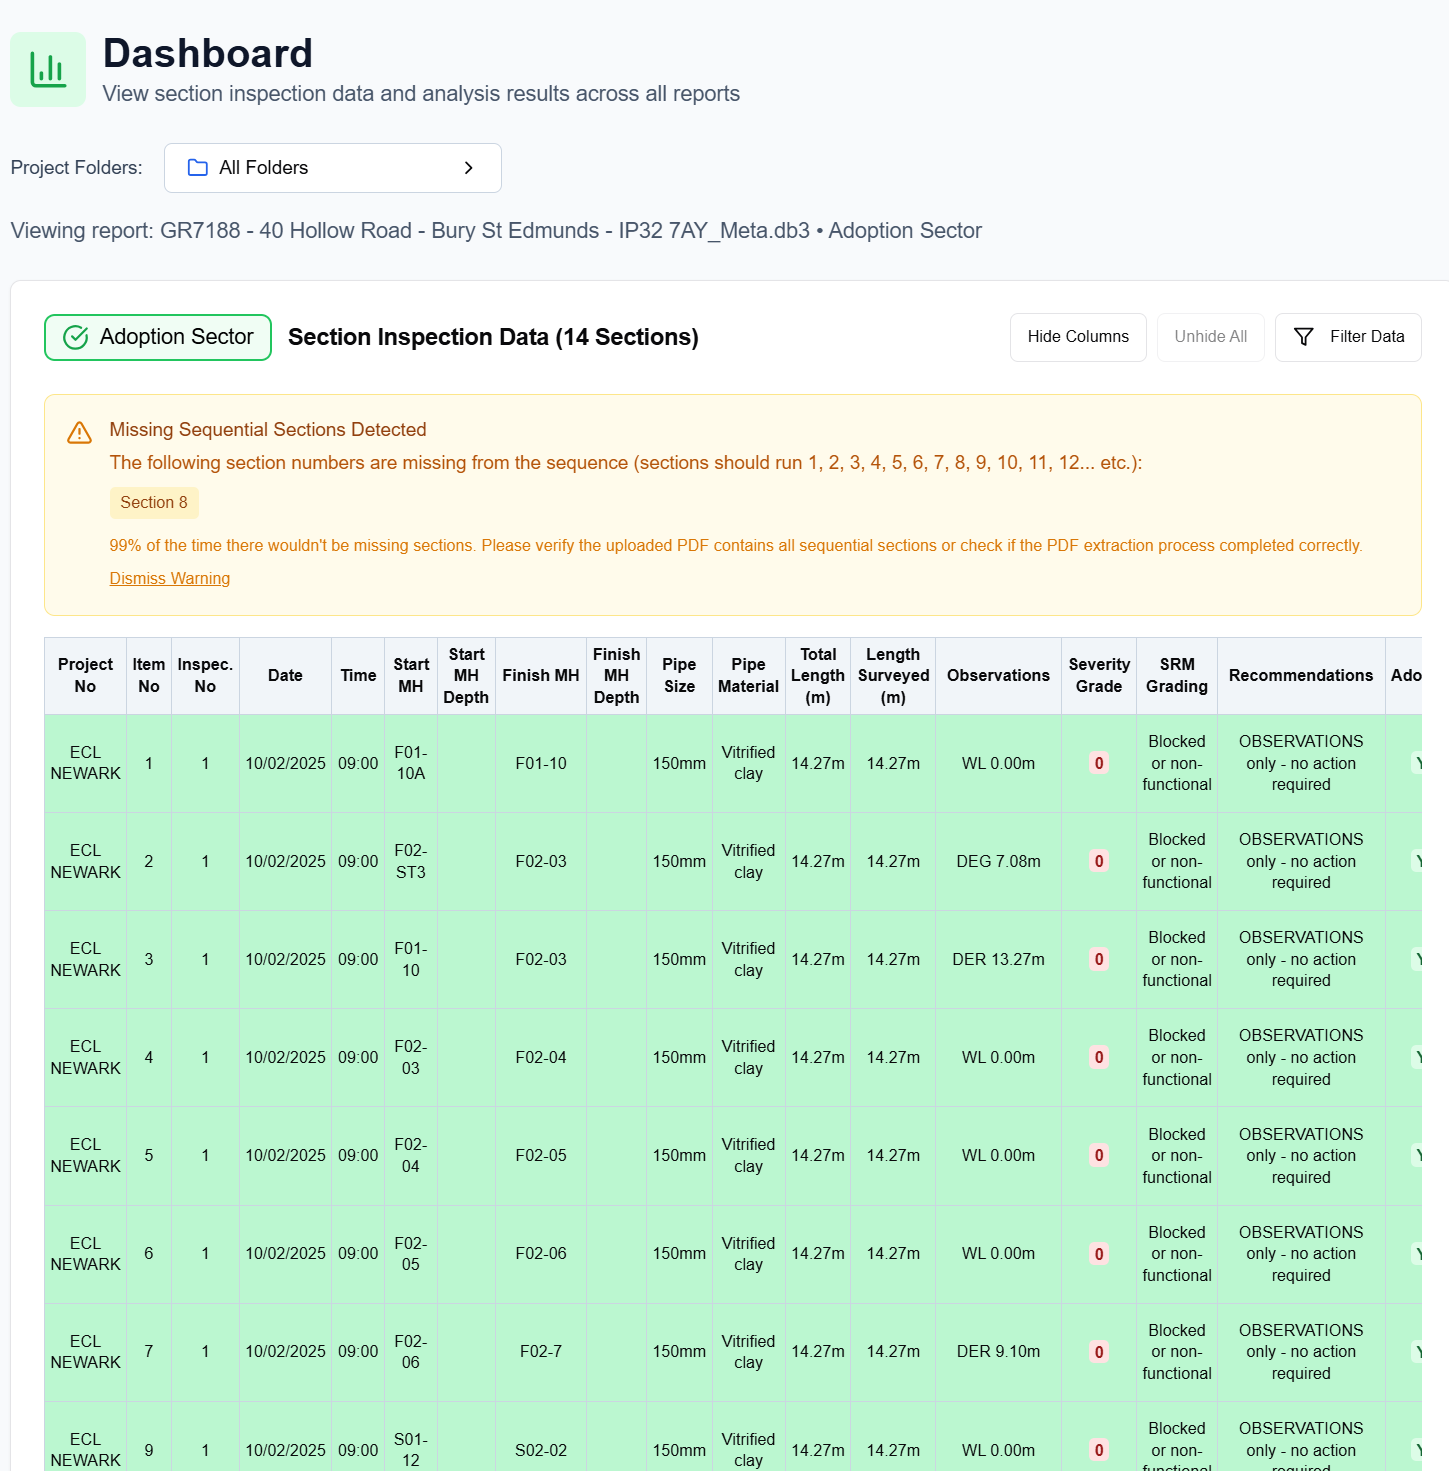 Dashboard
View section inspection data and analysis results across all reports
Project Folders:
All Folders
Viewing report: GR7188 - 40 Hollow Road - Bury St Edmunds - IP32 7AY_Meta.db3 • Adoption Sector
Adoption Sector
Section Inspection Data (14 Sections)
Hide Columns
Unhide All
Filter Data
Missing Sequential Sections Detected
The following section numbers are missing from the sequence (sections should run 1, 2, 3, 4, 5, 6, 7, 8, 9, 10, 11, 12... etc.):
Section 8
99% of the time there wouldn't be missing sections. Please verify the uploaded PDF contains all sequential sections or check if the PDF extraction process completed correctly.
Dismiss Warning
Project No | Item No | Inspec. No | Date | Time | Start MH | Start MH Depth | Finish MH | Finish MH Depth | Pipe Size | Pipe Material | Total Length (m) | Length Surveyed (m) | Observations | Severity Grade | SRM Grading | Recommendations | Ado
ECL NEWARK | 1 | 1 | 10/02/2025 | 09:00 | F01-10A | F01-10 | 150mm | Vitrified clay | 14.27m | 14.27m | WL 0.00m | 0 | Blocked or non-functional | OBSERVATIONS only - no action required | Y
ECL NEWARK | 2 | 1 | 10/02/2025 | 09:00 | F02-ST3 | F02-03 | 150mm | Vitrified clay | 14.27m | 14.27m | DEG 7.08m | 0 | Blocked or non-functional | OBSERVATIONS only - no action required | Y
ECL NEWARK | 3 | 1 | 10/02/2025 | 09:00 | F01-10 | F02-03 | 150mm | Vitrified clay | 14.27m | 14.27m | DER 13.27m | 0 | Blocked or non-functional | OBSERVATIONS only - no action required | Y
ECL NEWARK | 4 | 1 | 10/02/2025 | 09:00 | F02-03 | F02-04 | 150mm | Vitrified clay | 14.27m | 14.27m | WL 0.00m | 0 | Blocked or non-functional | OBSERVATIONS only - no action required | Y
ECL NEWARK | 5 | 1 | 10/02/2025 | 09:00 | F02-04 | F02-05 | 150mm | Vitrified clay | 14.27m | 14.27m | WL 0.00m | 0 | Blocked or non-functional | OBSERVATIONS only - no action required | Y
ECL NEWARK | 6 | 1 | 10/02/2025 | 09:00 | F02-05 | F02-06 | 150mm | Vitrified clay | 14.27m | 14.27m | WL 0.00m | 0 | Blocked or non-functional | OBSERVATIONS only - no action required | Y
ECL NEWARK | 7 | 1 | 10/02/2025 | 09:00 | F02-06 | F02-7 | 150mm | Vitrified clay | 14.27m | 14.27m | DER 9.10m | 0 | Blocked or non-functional | OBSERVATIONS only - no action required | Y
ECL NEWARK | 9 | 1 | 10/02/2025 | 09:00 | S01-12 | S02-02 | 150mm | Vitrified clay | 14.27m | 14.27m | WL 0.00m | 0 | Blocked or non-functional | OBSERVATIONS only - no action required | Y